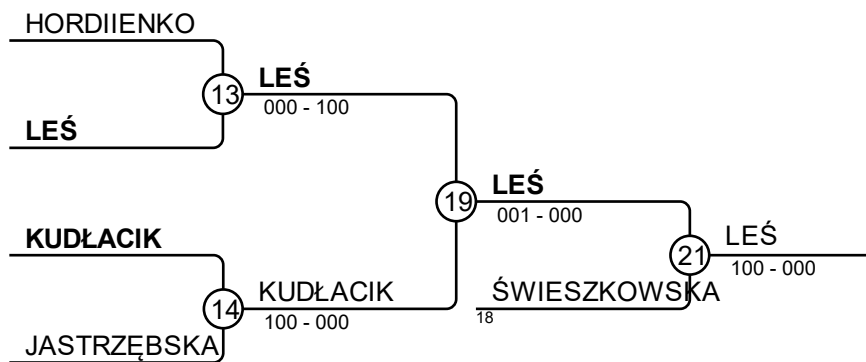 HORDIIENKO
13
LEŚ
000 - 100
LEŚ
19
LEŚ
001 - 000
KUDŁACIK
21
LEŚ
100 - 000
14
KUDŁACIK
100 - 000
ŚWIESZKOWSKA
18
JASTRZĘBSKA